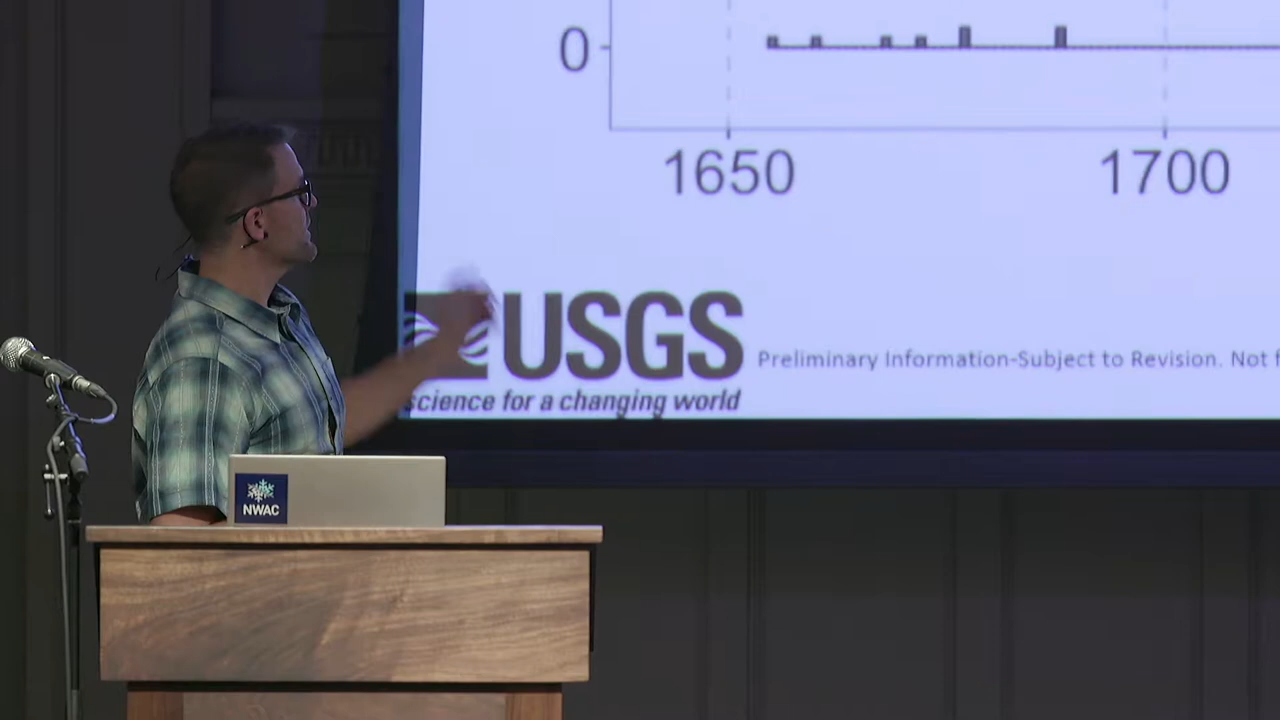 0
1650 1700
USGS
science for a changing world
Preliminary Information-Subject to Revision. Not
NWAC